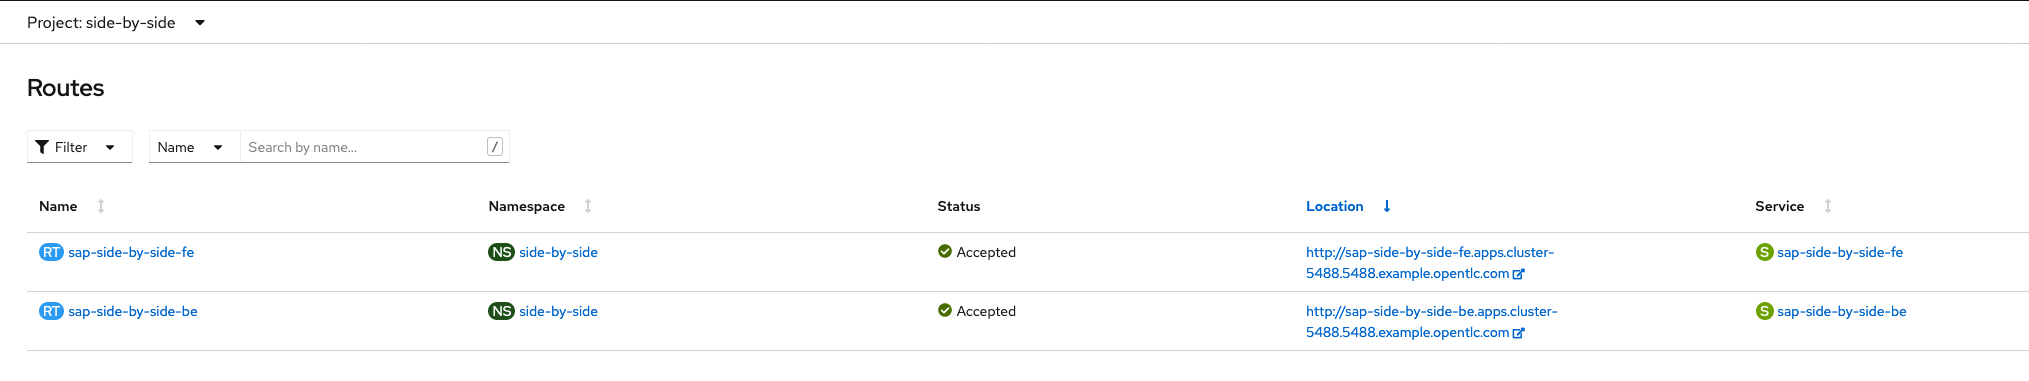 Project: side-by-side
Routes
Filter Name Search by name... /
Name Namespace Status Location Service
RT sap-side-by-side-fe NS side-by-side Accepted http://sap-side-by-side-fe.apps.cluster- S sap-side-by-side-fe
5488.5488.example.opentlc.com
RT sap-side-by-side-be NS side-by-side Accepted http://sap-side-by-side-be.apps.cluster- S sap-side-by-side-be
5488.5488.example.opentlc.com